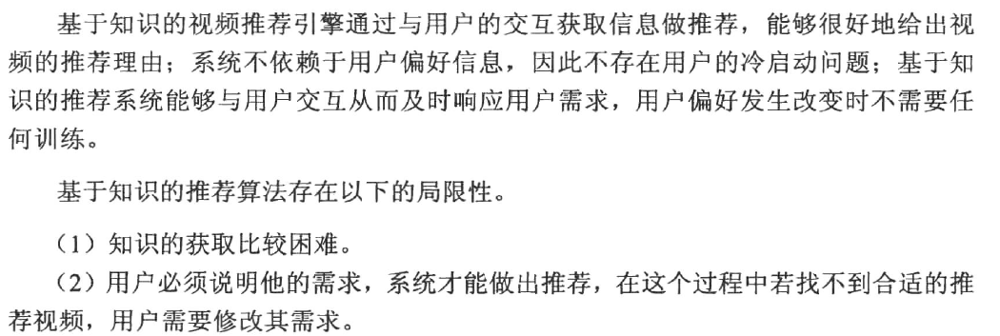 基于知识的视频推荐引擎通过与用户的交互获取信息做推荐，能够很好地给出视
频的推荐理由；系统不依赖于用户偏好信息，因此不存在用户的冷启动问题；基于知
识的推荐系统能够与用户交互从而及时响应用户需求，用户偏好发生改变时不需要任
何训练。
基于知识的推荐算法存在以下的局限性。
（1）知识的获取比较困难。
（2）用户必须说明他的需求，系统才能做出推荐，在这个过程中若找不到合适的推
荐视频，用户需要修改其需求。